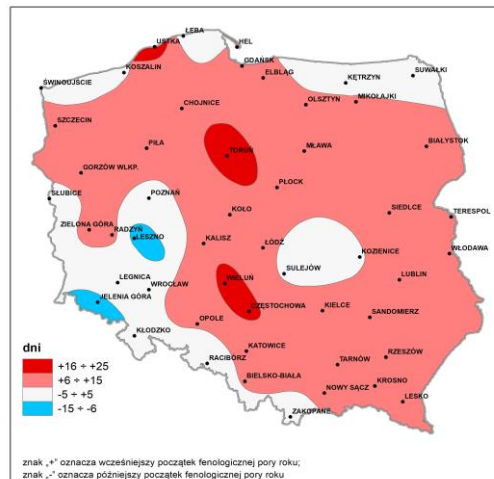 ŁEBA
USTKA
HEL
GDAŃSK
KOSZALIN
ELBLĄG
SUWAŁKI
KĘTRZYN
ŚWINOUJŚCIE
OLSZTYN
MIKOŁAJKI
CHOJNICE
SZCZECIN
BIAŁYSTOK
PIŁA
TORUŃ
MŁAWA
GORZÓW WLKP.
PŁOCK
SŁUBICE
POZNAŃ
KOŁO
SIEDLCE
TERESPOL
ZIELONA GÓRA
RADZYŃ
LESZNO
KALISZ
ŁÓDŹ
KOZIENICE
WŁODAWA
SULEJÓW
LEGNICA
WROCŁAW
WIELUŃ
LUBLIN
JELENIA GÓRA
CZĘSTOCHOWA
KIELCE
SANDOMIERZ
OPOLE
KŁODZKO
KATOWICE
RACIBÓRZ
TARNÓW
RZESZÓW
BIELSKO-BIAŁA
NOWY SĄCZ
KROSNO
LESKO
ZAKOPANE
dni
+16 ÷ +25
+6 ÷ +15
-5 ÷ +5
-15 ÷ -6
znak „+” oznacza wcześniejszy początek fenologicznej pory roku;
znak „-” oznacza późniejszy początek fenologicznej pory roku